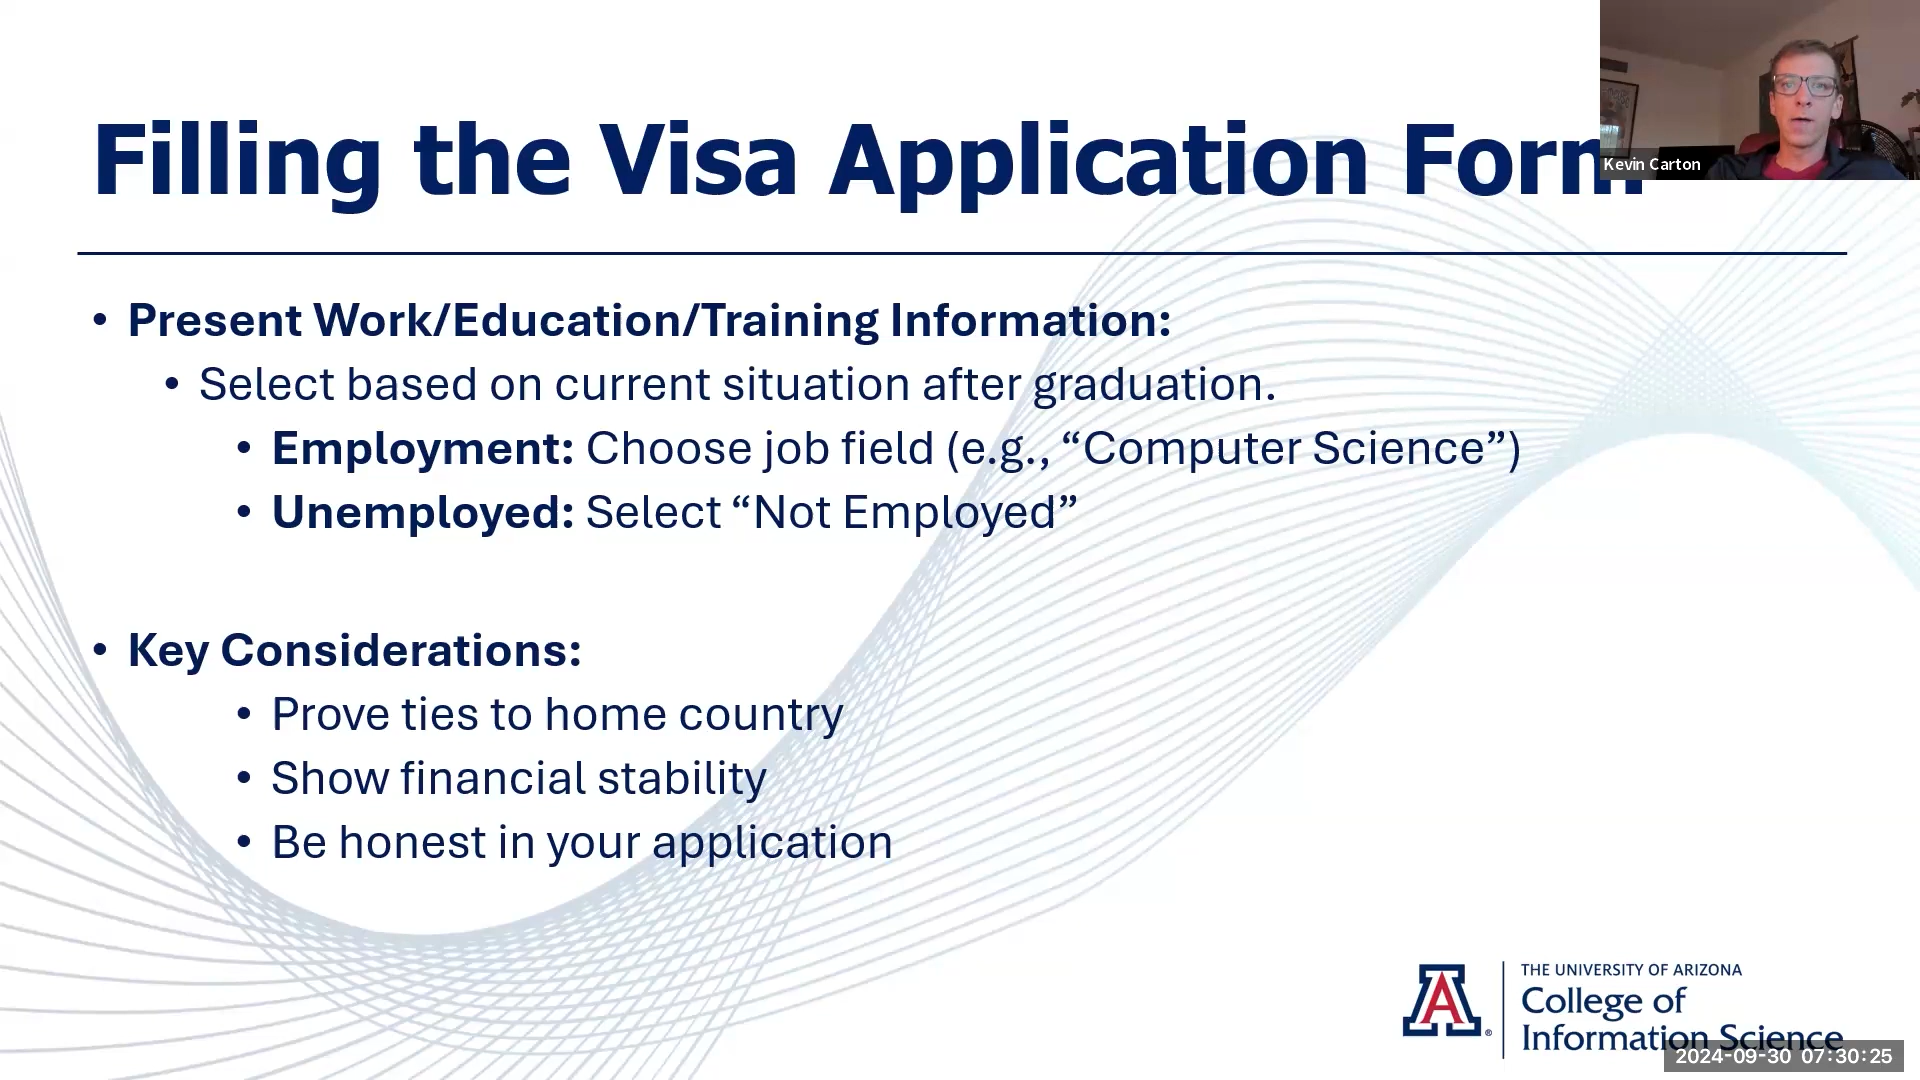 Filling the Visa Application Form
Kevin Carton
• Present Work/Education/Training Information:
• Select based on current situation after graduation.
• Employment: Choose job field (e.g., “Computer Science”)
• Unemployed: Select “Not Employed”
• Key Considerations:
• Prove ties to home country
• Show financial stability
• Be honest in your application
A
THE UNIVERSITY OF ARIZONA
College of
Information Science
2024-09-30 07:30:25